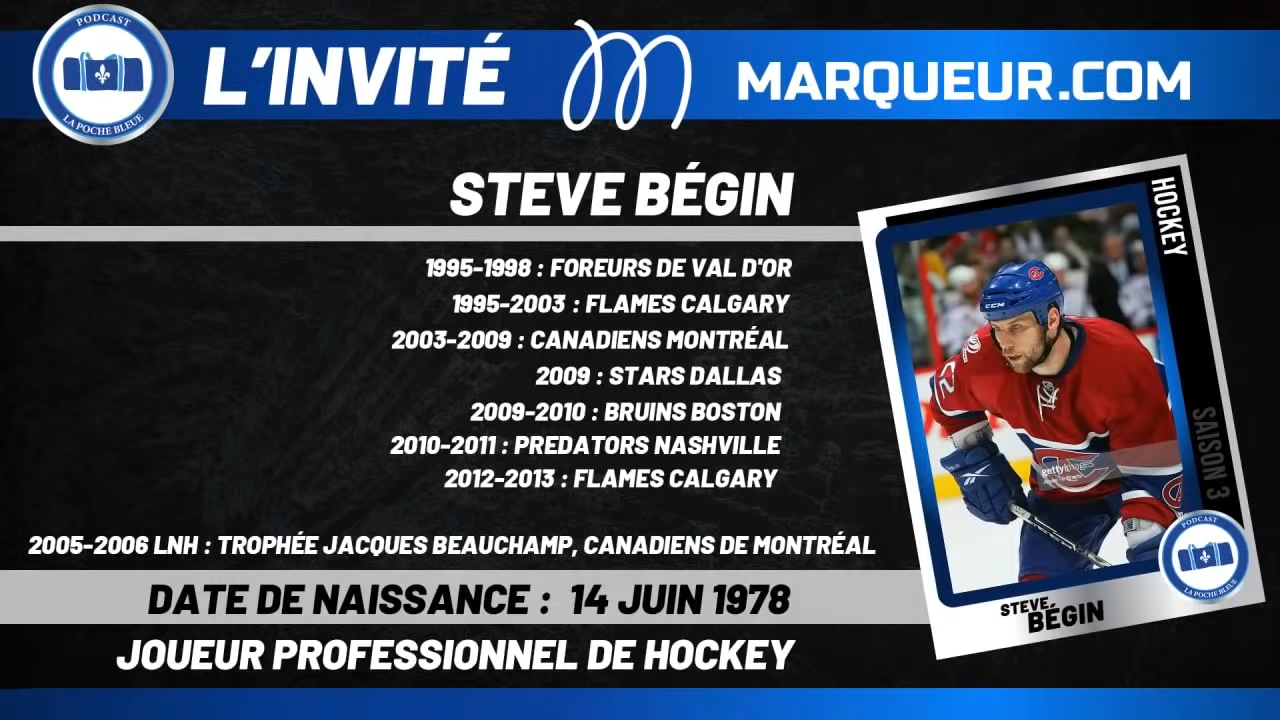 PODCAST
LA POCHE BLEUE
L'INVITÉ
MARQUEUR.COM
STEVE BÉGIN
1995-1998 : FOREURS DE VAL D'OR
1995-2003 : FLAMES CALGARY
2003-2009 : CANADIENS MONTRÉAL
2009 : STARS DALLAS
2009-2010 : BRUINS BOSTON
2010-2011 : PREDATORS NASHVILLE
2012-2013 : FLAMES CALGARY
2005-2006 LNH : TROPHÉE JACQUES BEAUCHAMP, CANADIENS DE MONTRÉAL
DATE DE NAISSANCE : 14 JUIN 1978
JOUEUR PROFESSIONNEL DE HOCKEY
HOCKEY
SAISON 3
CCM
gettyimages
STEVE
BÉGIN
PODCAST
LA POCHE BLEUE